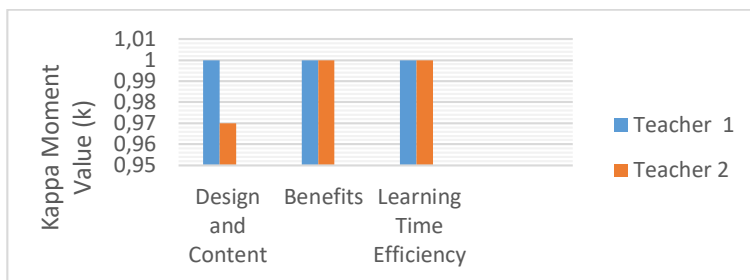 Kappa Moment
Value (k)
1,01
1
0,99
0,98
0,97
0,96
0,95
Design
and
Content
Benefits
Learning
Time
Efficiency
Teacher 1
Teacher 2